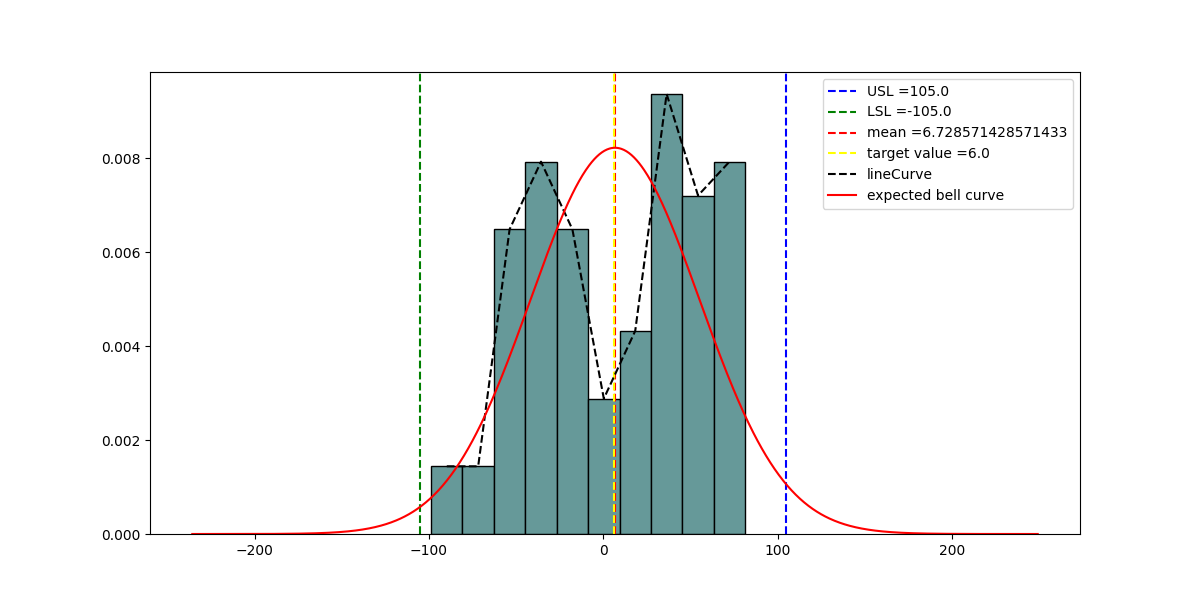 USL =105.0
LSL =-105.0
mean =6.728571428571433
target value =6.0
lineCurve
expected bell curve
0.008
0.006
0.004
0.002
0.000
−200 −100 0 100 200